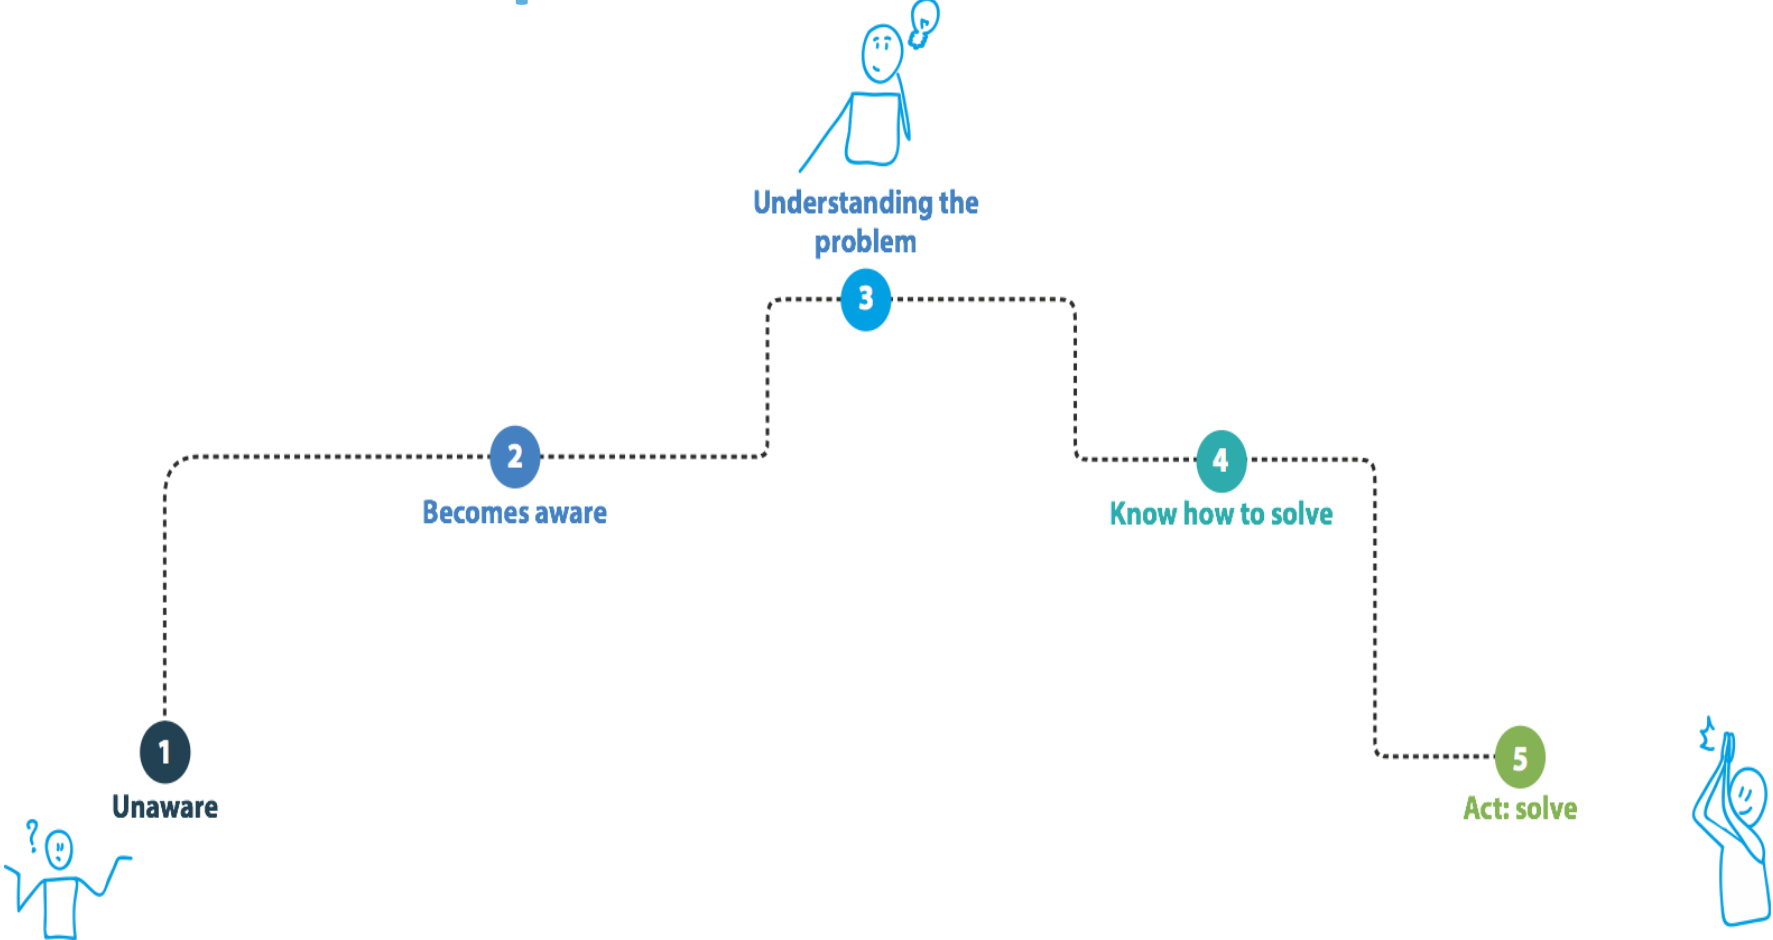 ?
Understanding the
problem
3
2
Becomes aware
4
Know how to solve
1
Unaware
5
Act: solve